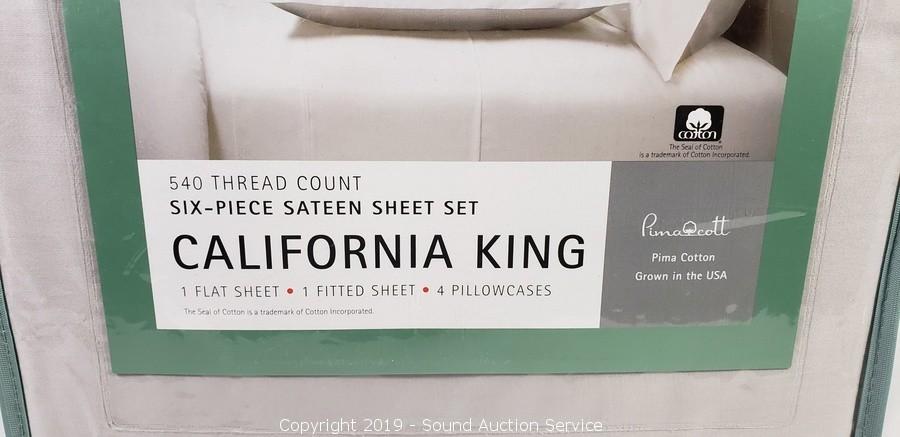 cotton
The Seal of Cotton
is a trademark of Cotton Incorporated.
540 THREAD COUNT
SIX-PIECE SATEEN SHEET SET
CALIFORNIA KING
1 FLAT SHEET • 1 FITTED SHEET • 4 PILLOWCASES
The Seal of Cotton is a trademark of Cotton Incorporated.
Pimacott
Pima Cotton
Grown in the USA
Copyright 2019 - Sound Auction Service